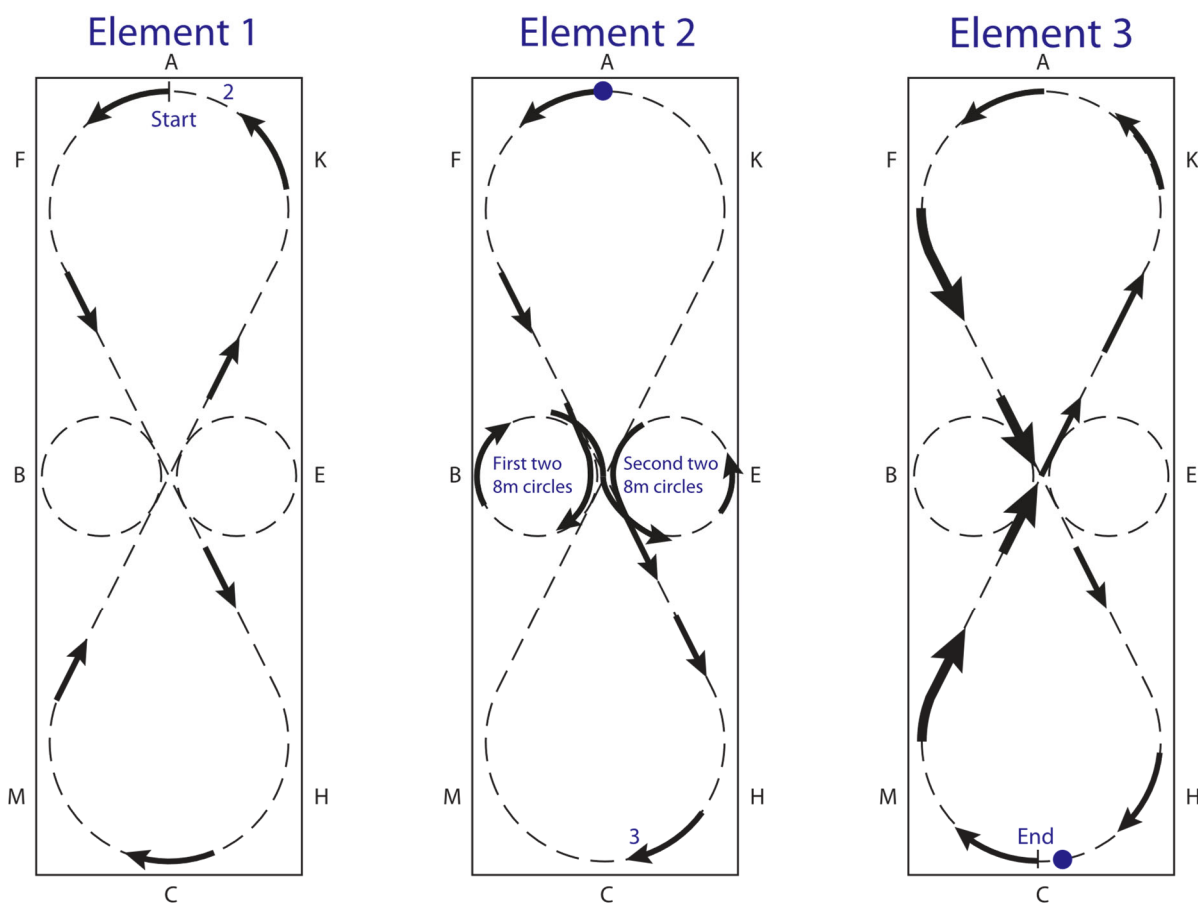 Element 1
A
2
Start
F
K
B
E
M
H
C
Element 2
A
F
K
B
First two
8m circles
Second two
8m circles
E
M
H
3
C
Element 3
A
F
K
B
E
M
H
End
C